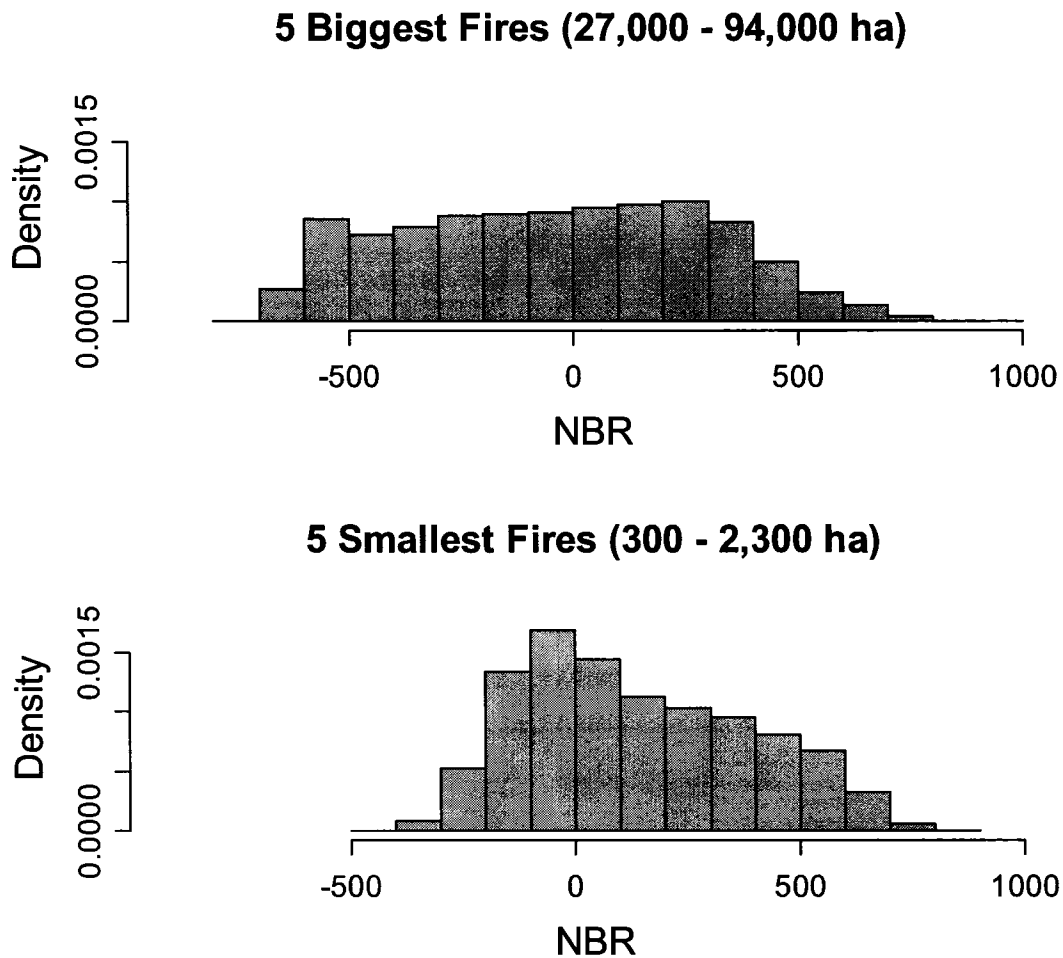 5 Biggest Fires (27,000 - 94,000 ha)
Density
0.0000 0.0015
-500 0 500 1000
NBR
5 Smallest Fires (300 - 2,300 ha)
Density
0.0000 0.0015
-500 0 500 1000
NBR